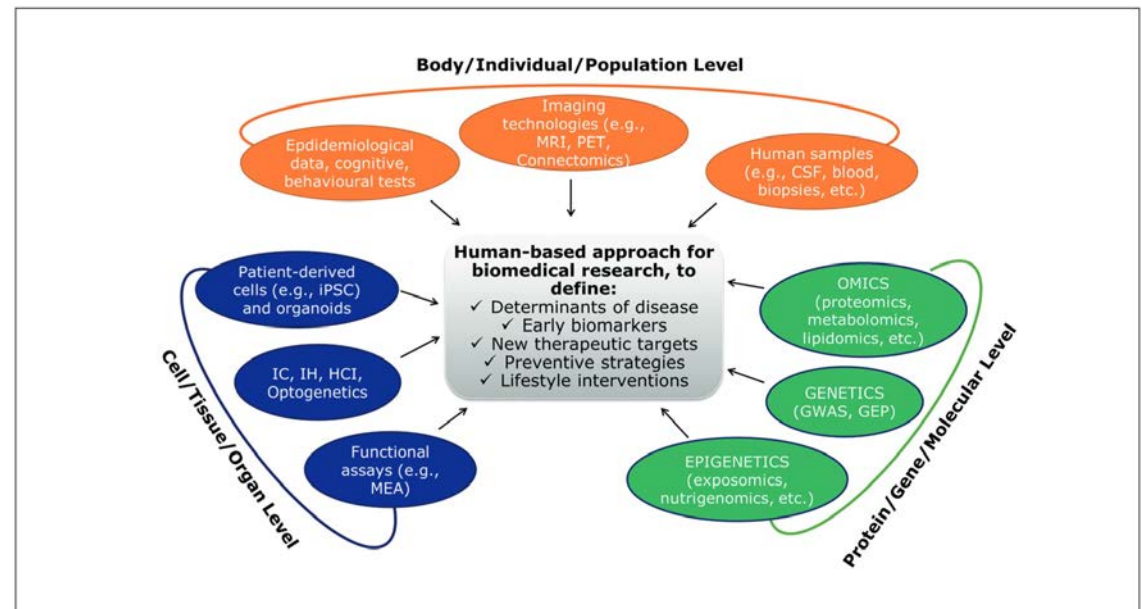 Body/Individual/Population Level
Imaging
technologies (e.g.,
MRI, PET,
Connectomics)
Epdidemiological
data, cognitive,
behavioural tests
Human samples
(e.g., CSF, blood,
biopsies, etc.)
Human-based approach for
biomedical research, to
define:
✓ Determinants of disease
✓ Early biomarkers
✓ New therapeutic targets
✓ Preventive strategies
✓ Lifestyle interventions
Patient-derived
cells (e.g., iPSC)
and organoids
IC, IH, HCI,
Optogenetics
Functional
assays (e.g.,
MEA)
Cell/Tissue/Organ Level
OMICS
(proteomics,
metabolomics,
lipidomics, etc.)
GENETICS
(GWAS, GEP)
EPIGENETICS
(exposomics,
nutrigenomics, etc.)
Protein/Gene/Molecular Level